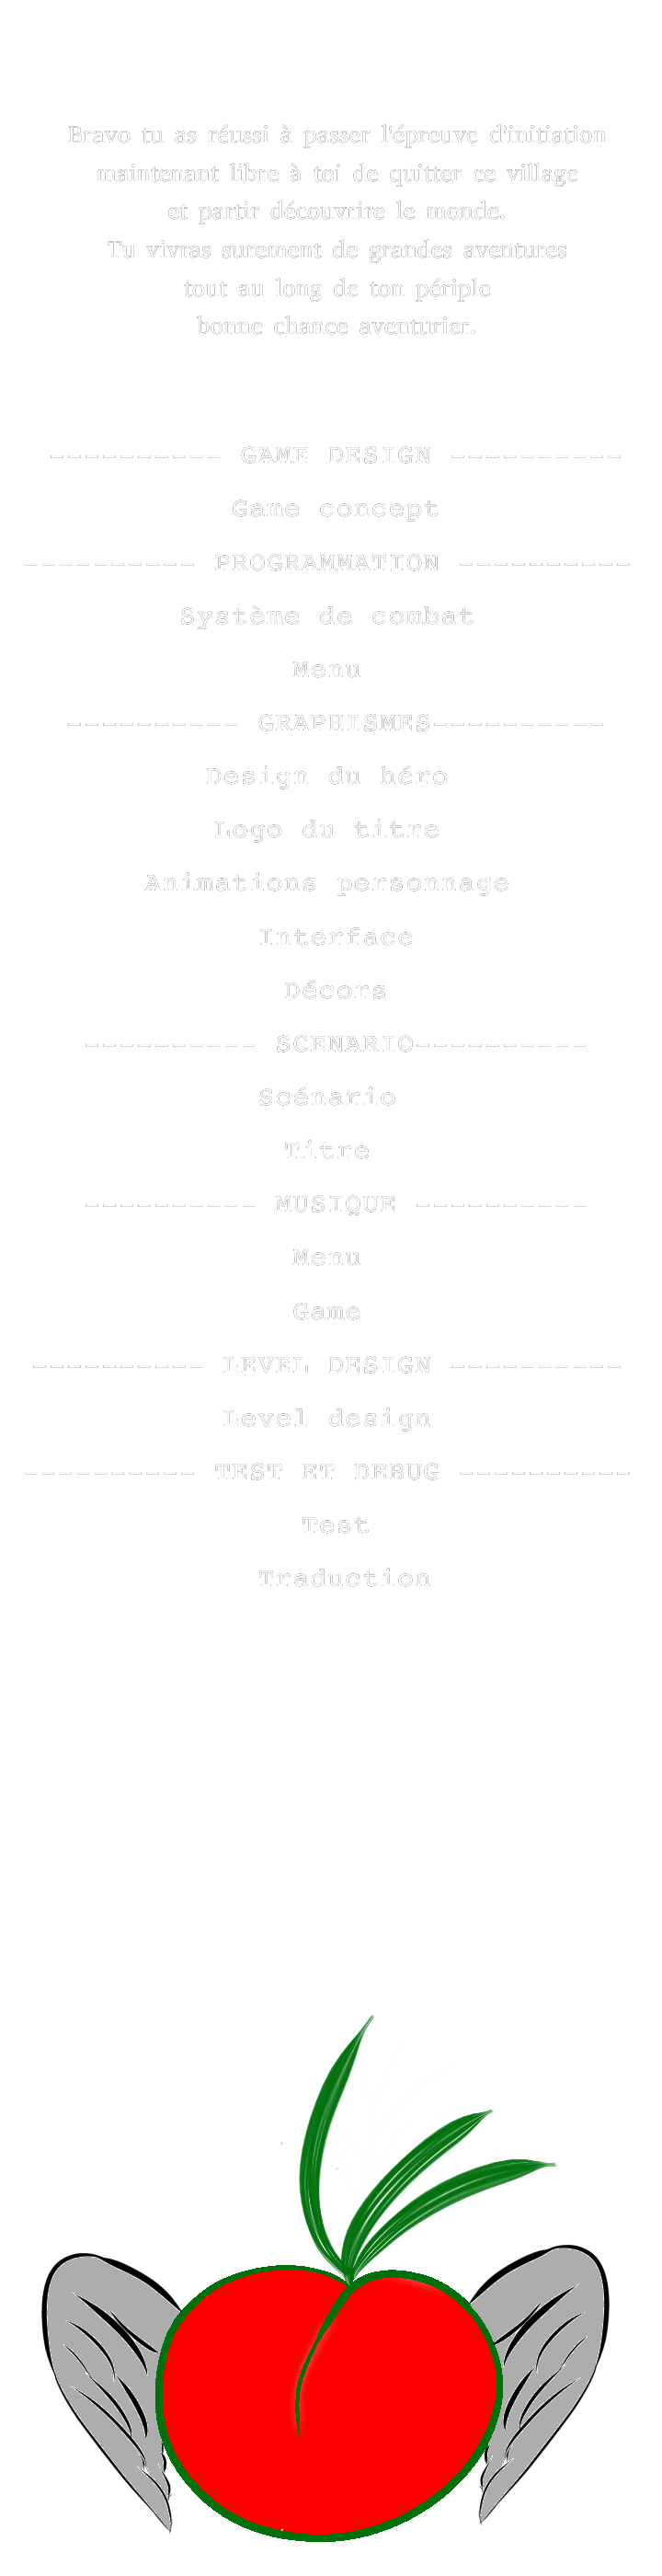 Bravo tu as réussi à passer l'épreuve d'initiation
maintenant libre à toi de quitter ce village
et partir découvrire le monde.
Tu vivras surement de grandes aventures
tout au long de ton périple
bonne chance aventurier.
---------- GAME DESIGN ----------
Game concept
---------- PROGRAMMATION ----------
Système de combat
Menu
---------- GRAPHISMES----------
Design du héro
Logo du titre
Animations personnage
Interface
Décors
---------- SCENARIO----------
Scénario
Titre
---------- MUSIQUE ----------
Menu
Game
---------- LEVEL DESIGN ----------
Level design
---------- TEST ET DEBUG ----------
Test
Traduction